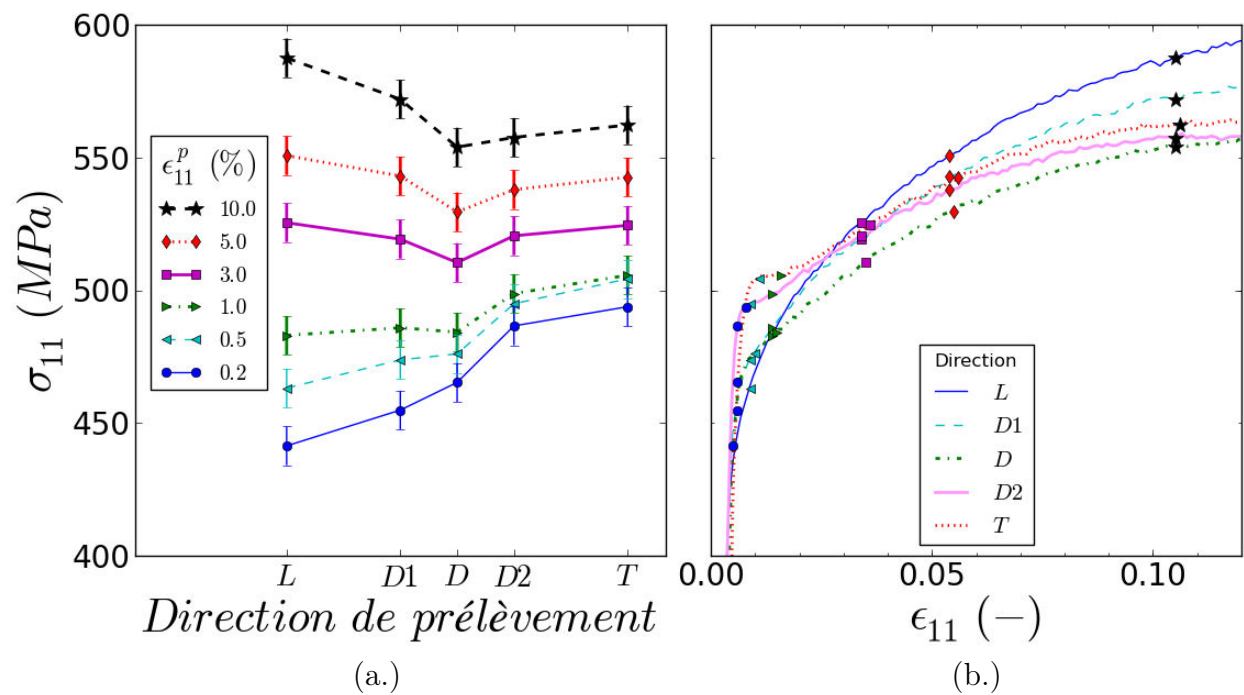 600
550
500
450
400
σ₁₁ (MPa)
ϵᵖ₁₁ (%)
10.0
5.0
3.0
1.0
0.5
0.2
L D1 D D2 T
Direction de prélèvement
(a.)
Direction
L
D1
D
D2
T
0.00 0.05 0.10
ϵ₁₁ (−)
(b.)